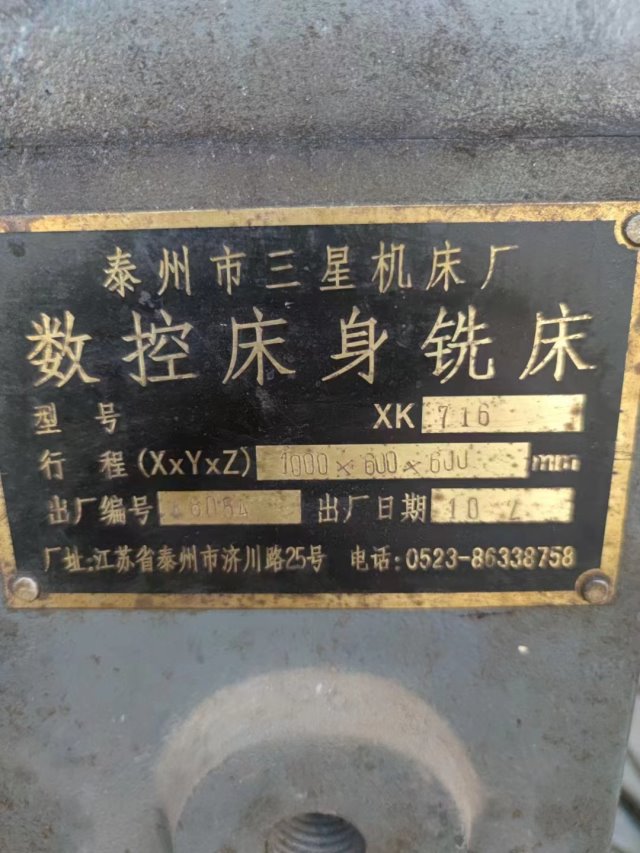 泰州市三星机床厂
数控床身铣床
型号 XK 716
行程(XxYxZ) 1000×600×600 mm
出厂编号 出厂日期 10
厂址:江苏省泰州市济川路25号 电话:0523-86338758